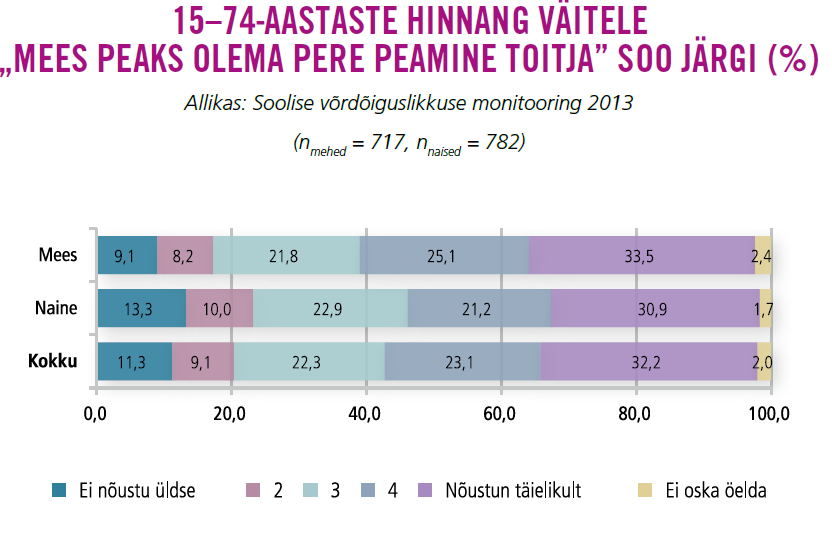 15–74-AASTASTE HINNANG VÄITELE
„MEES PEAKS OLEMA PERE PEAMINE TOITJA” SOO JÄRGI (%)
Allikas: Soolise võrdõiguslikkuse monitooring 2013
(nmehed = 717, nnaised = 782)
Mees 9,1 8,2 21,8 25,1 33,5 2,4
Naine 13,3 10,0 22,9 21,2 30,9 1,7
Kokku 11,3 9,1 22,3 23,1 32,2 2,0
0,0 20,0 40,0 60,0 80,0 100,0
Ei nõustu üldse 2 3 4 Nõustun täielikult Ei oska öelda